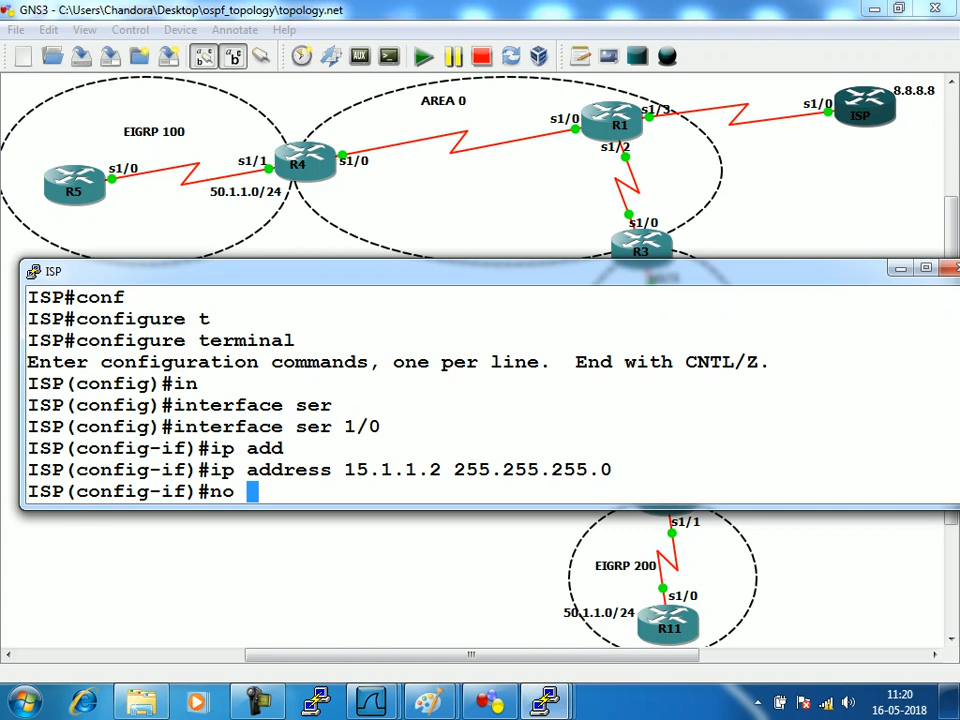 GNS3 - C:\Users\Chandora\Desktop\ospf_topology\topology.net
File Edit View Control Device Annotate Help
AREA 0
8.8.8.8
s1/0
ISP
s1/3
s1/0
R1
EIGRP 100
s1/2
s1/1
R4
s1/0
s1/0
R5
50.1.1.0/24
s1/0
R3
ISP
ISP#conf
ISP#configure t
ISP#configure terminal
Enter configuration commands, one per line.  End with CNTL/Z.
ISP(config)#in
ISP(config)#interface ser
ISP(config)#interface ser 1/0
ISP(config-if)#ip add
ISP(config-if)#ip address 15.1.1.2 255.255.255.0
ISP(config-if)#no
s1/1
EIGRP 200
s1/0
50.1.1.0/24
R11
11:20
16-05-2018